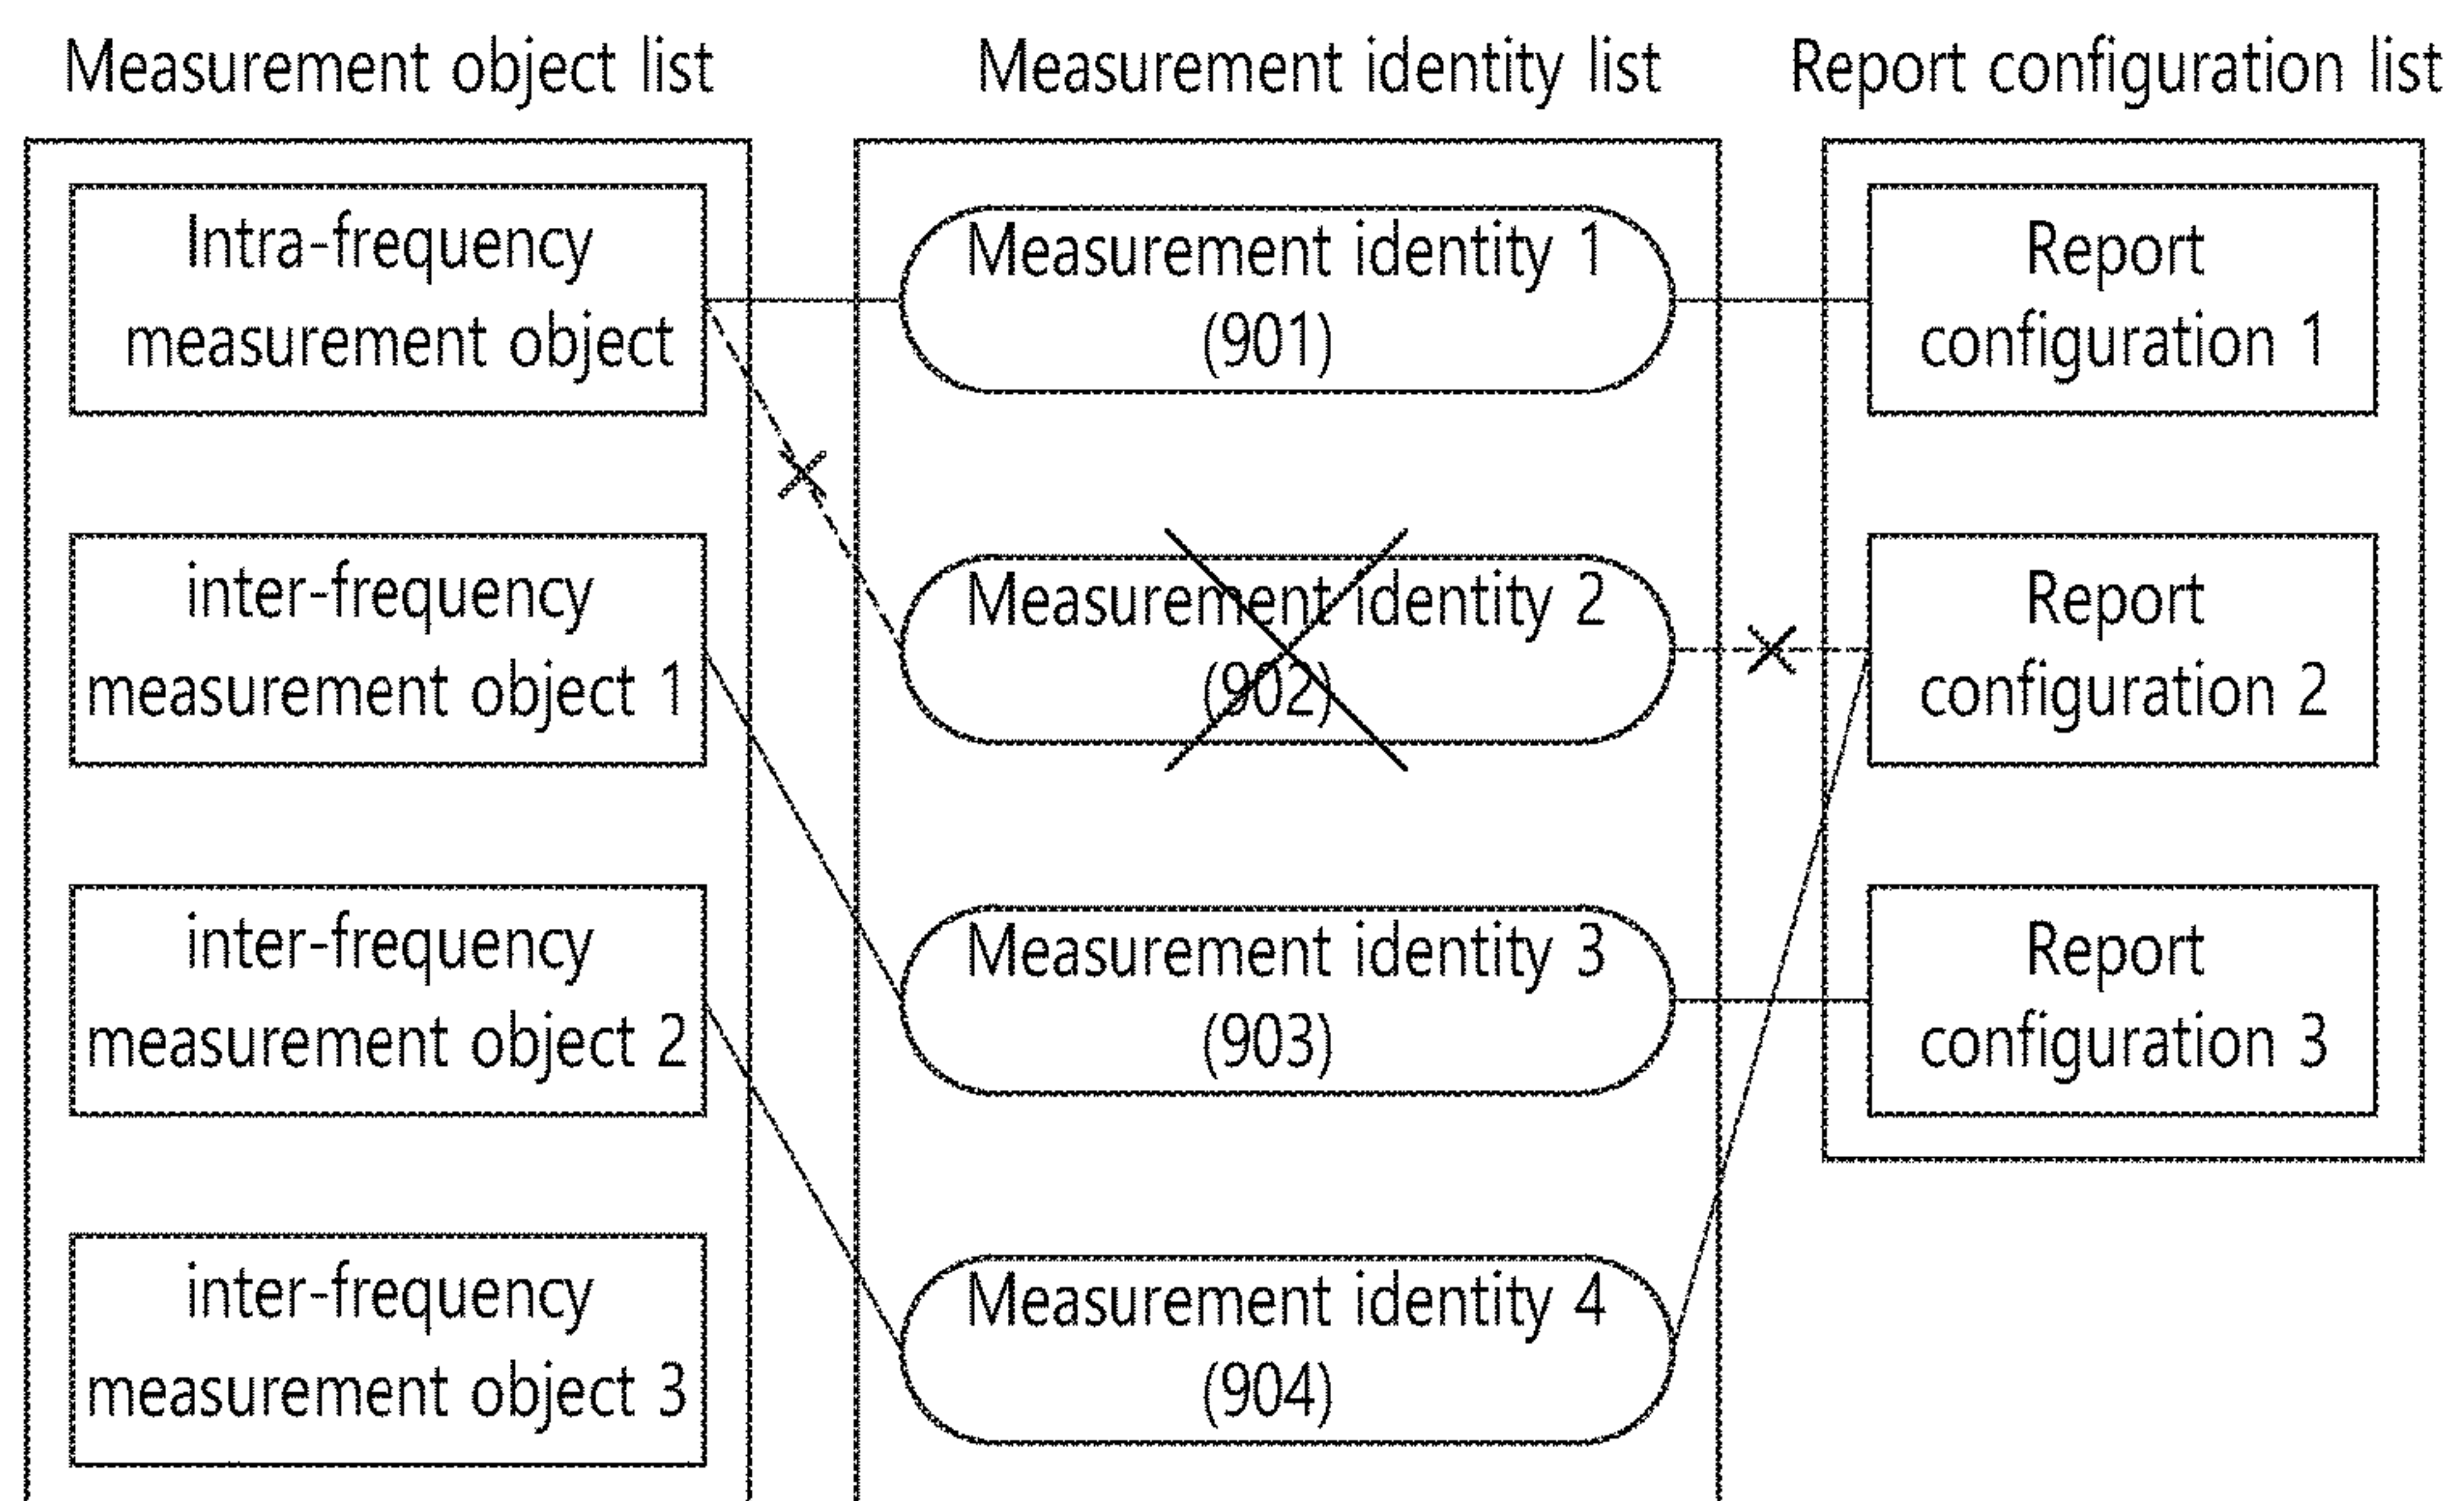 Measurement object list
Measurement identity list
Report configuration list
Intra-frequency
measurement object
Measurement identity 1
(901)
Report
configuration 1
inter-frequency
measurement object 1
Measurement identity 2
(902)
Report
configuration 2
inter-frequency
measurement object 2
Measurement identity 3
(903)
Report
configuration 3
inter-frequency
measurement object 3
Measurement identity 4
(904)